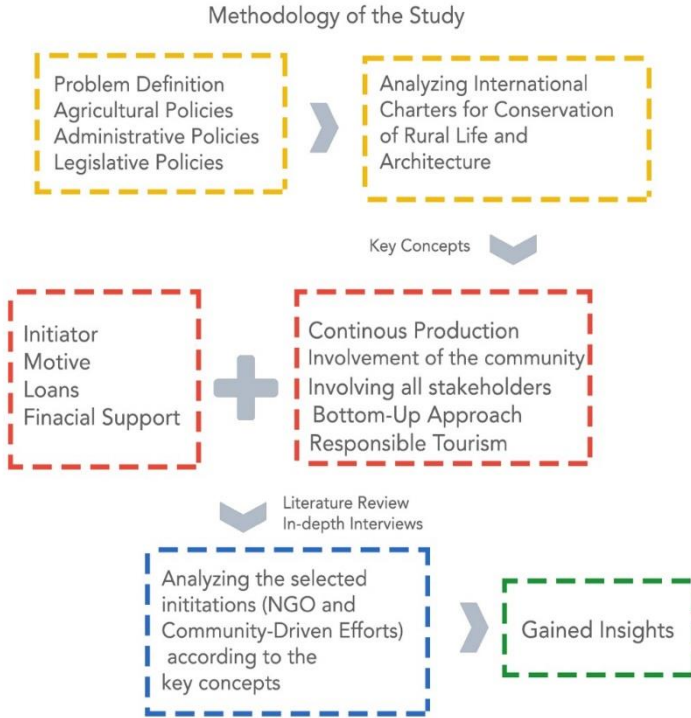 Methodology of the Study
Problem Definition
Agricultural Policies
Administrative Policies
Legislative Policies
Analyzing International
Charters for Conservation
of Rural Life and
Architecture
Key Concepts
Initiator
Motive
Loans
Finacial Support
Continous Production
Involvement of the community
Involving all stakeholders
Bottom-Up Approach
Responsible Tourism
Literature Review
In-depth Interviews
Analyzing the selected
inititations (NGO and
Community-Driven Efforts)
according to the
key concepts
Gained Insights